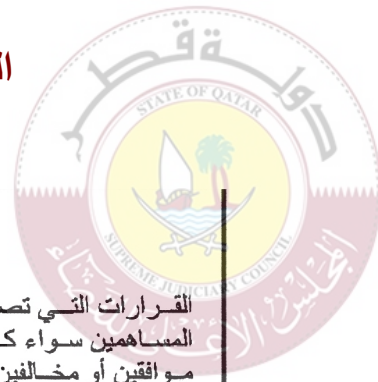 ال
دولة قطر
STATE OF QATAR
SUPREME JUDICIARY COUNCIL
المجلس الأعلى للقضاء
القرارات التي تص
المساهمين سواء ك
موافقين أو مخالفين